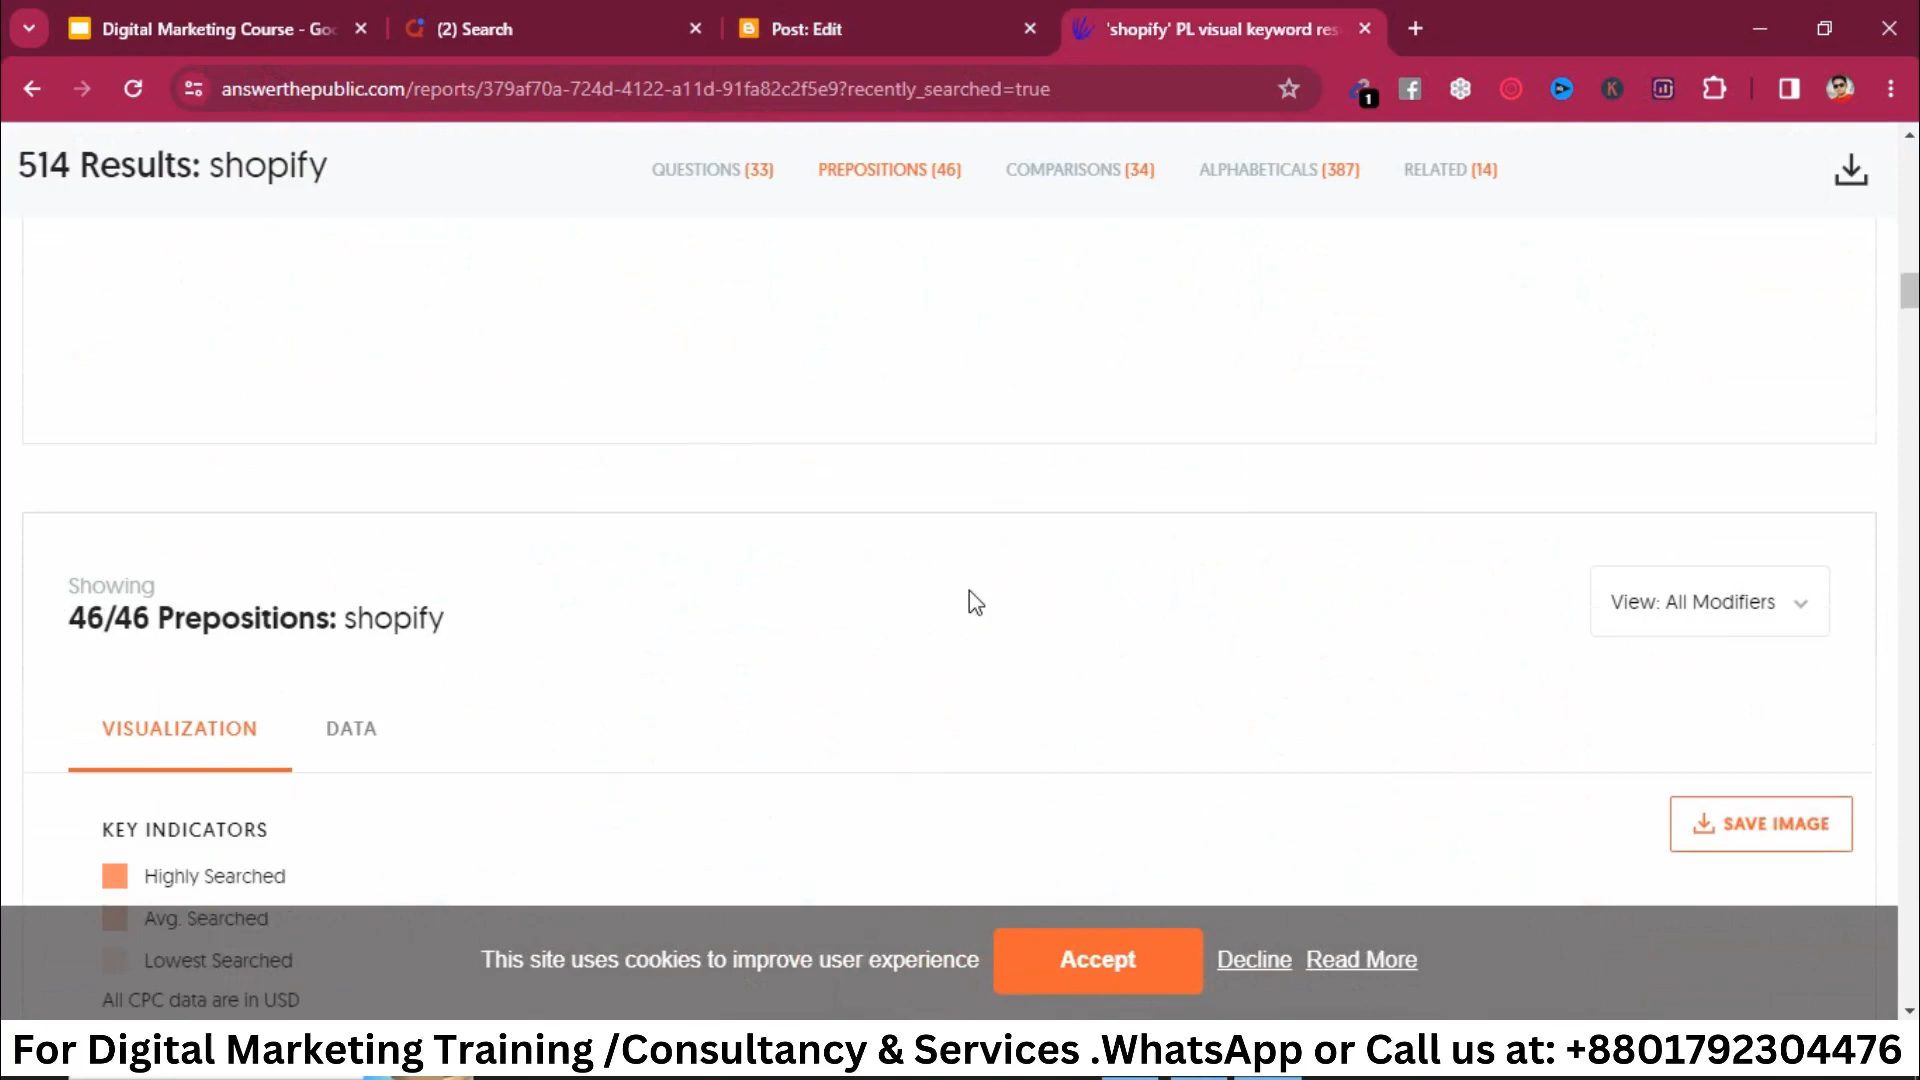 Digital Marketing Course - Goo
(2) Search
Post: Edit
'shopify' PL visual keyword res
answerthepublic.com/reports/379af70a-724d-4122-a11d-91fa82c2f5e9?recently_searched=true
1
K
514 Results: shopify
QUESTIONS (33)
PREPOSITIONS (46)
COMPARISONS (34)
ALPHABETICALS (387)
RELATED (14)
Showing
46/46 Prepositions: shopify
View: All Modifiers
VISUALIZATION
DATA
KEY INDICATORS
SAVE IMAGE
Highly Searched
Avg. Searched
Lowest Searched
All CPC data are in USD
This site uses cookies to improve user experience
Accept
Decline
Read More
For Digital Marketing Training /Consultancy & Services .WhatsApp or Call us at: +8801792304476